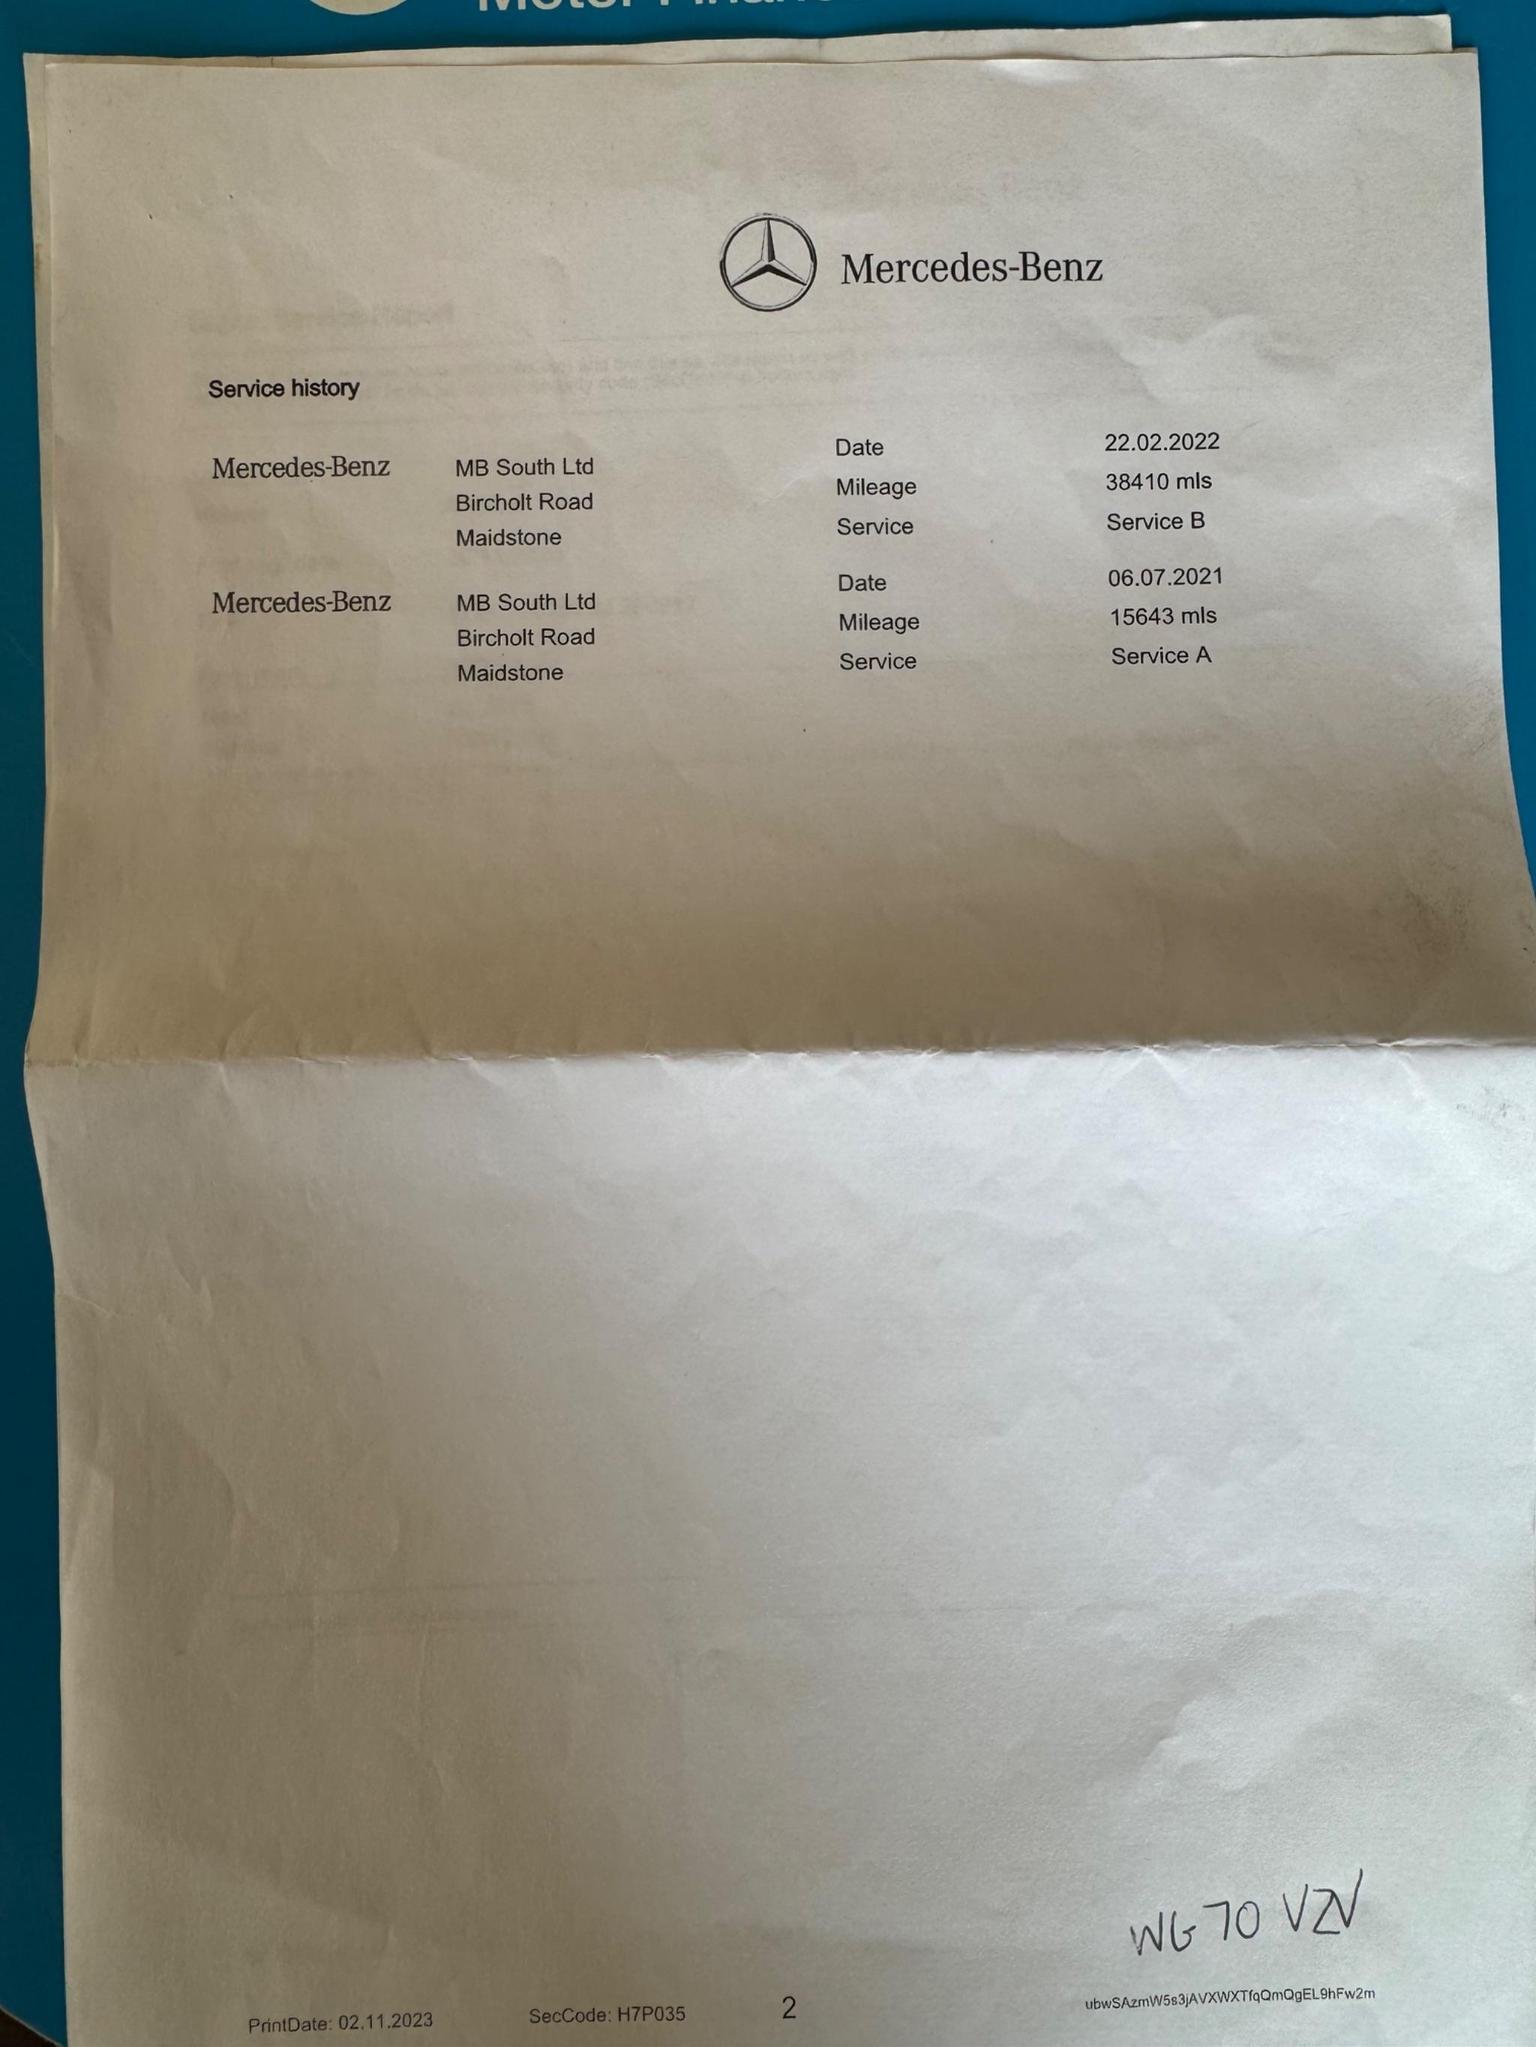 Mercedes-Benz
Service history
Mercedes-Benz
MB South Ltd
Bircholt Road
Maidstone
Date 22.02.2022
Mileage 38410 mls
Service Service B
Mercedes-Benz
MB South Ltd
Bircholt Road
Maidstone
Date 06.07.2021
Mileage 15643 mls
Service Service A
WG 70 VZV
ubwSAzmW5s3jAVXWXTfqQmQgEL9hFw2m
PrintDate: 02.11.2023 SecCode: H7P035 2